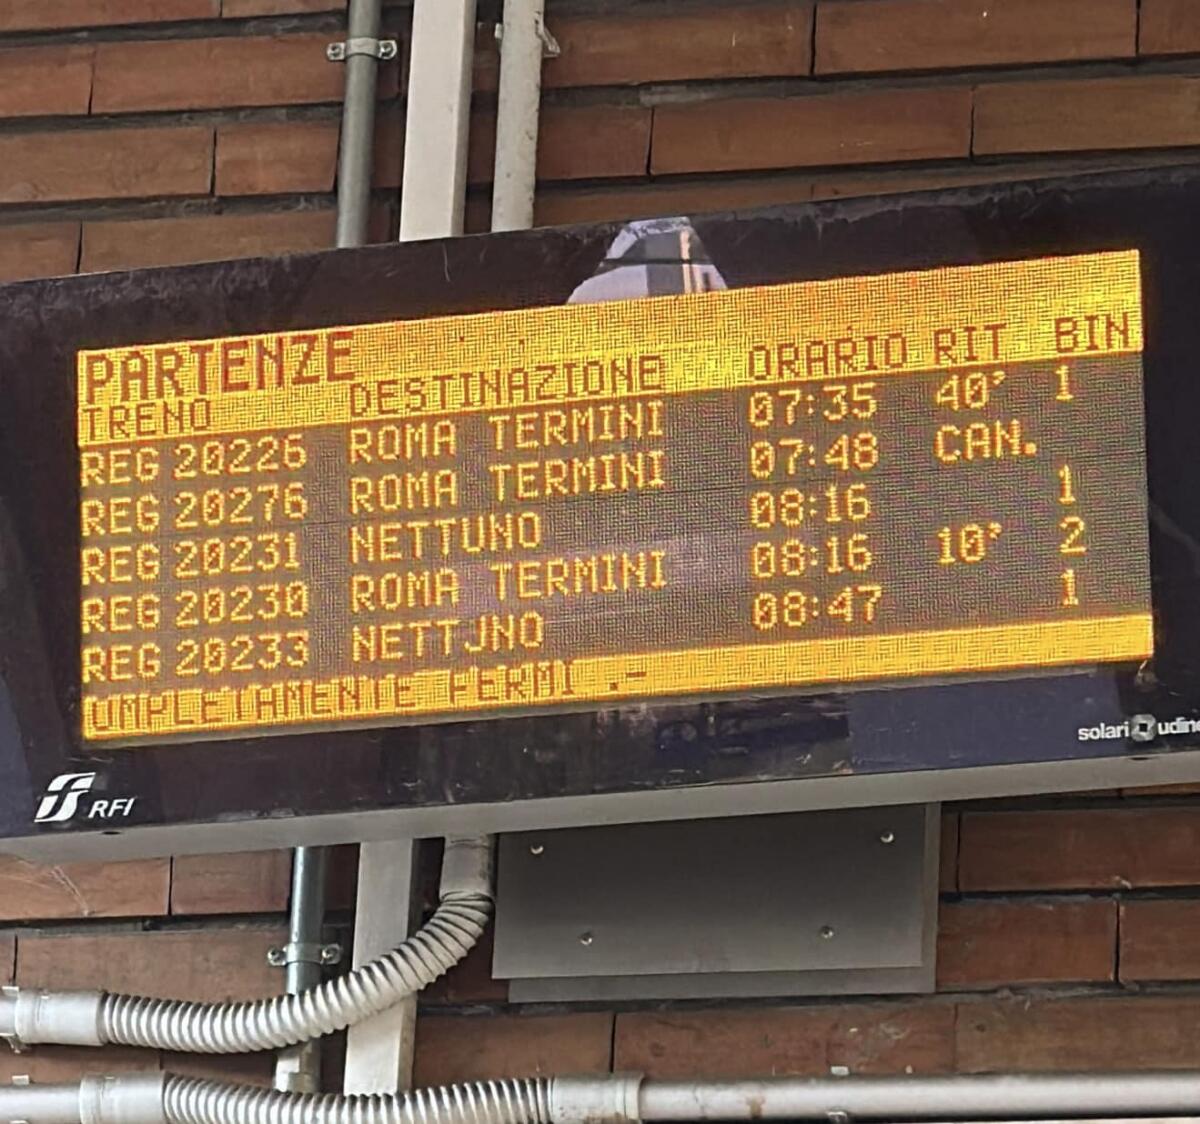 PARTENZE
TRENO DESTINAZIONE ORARIO RIT BIN
REG 20226 ROMA TERMINI 07:35 40' 1
REG 20276 ROMA TERMINI 07:48 CAN.
REG 20231 NETTUNO 08:16 1
REG 20230 ROMA TERMINI 08:16 10' 2
REG 20233 NETTJNO 08:47 1
OMPLETAMENTE FERMI .-
solari udine
RFI